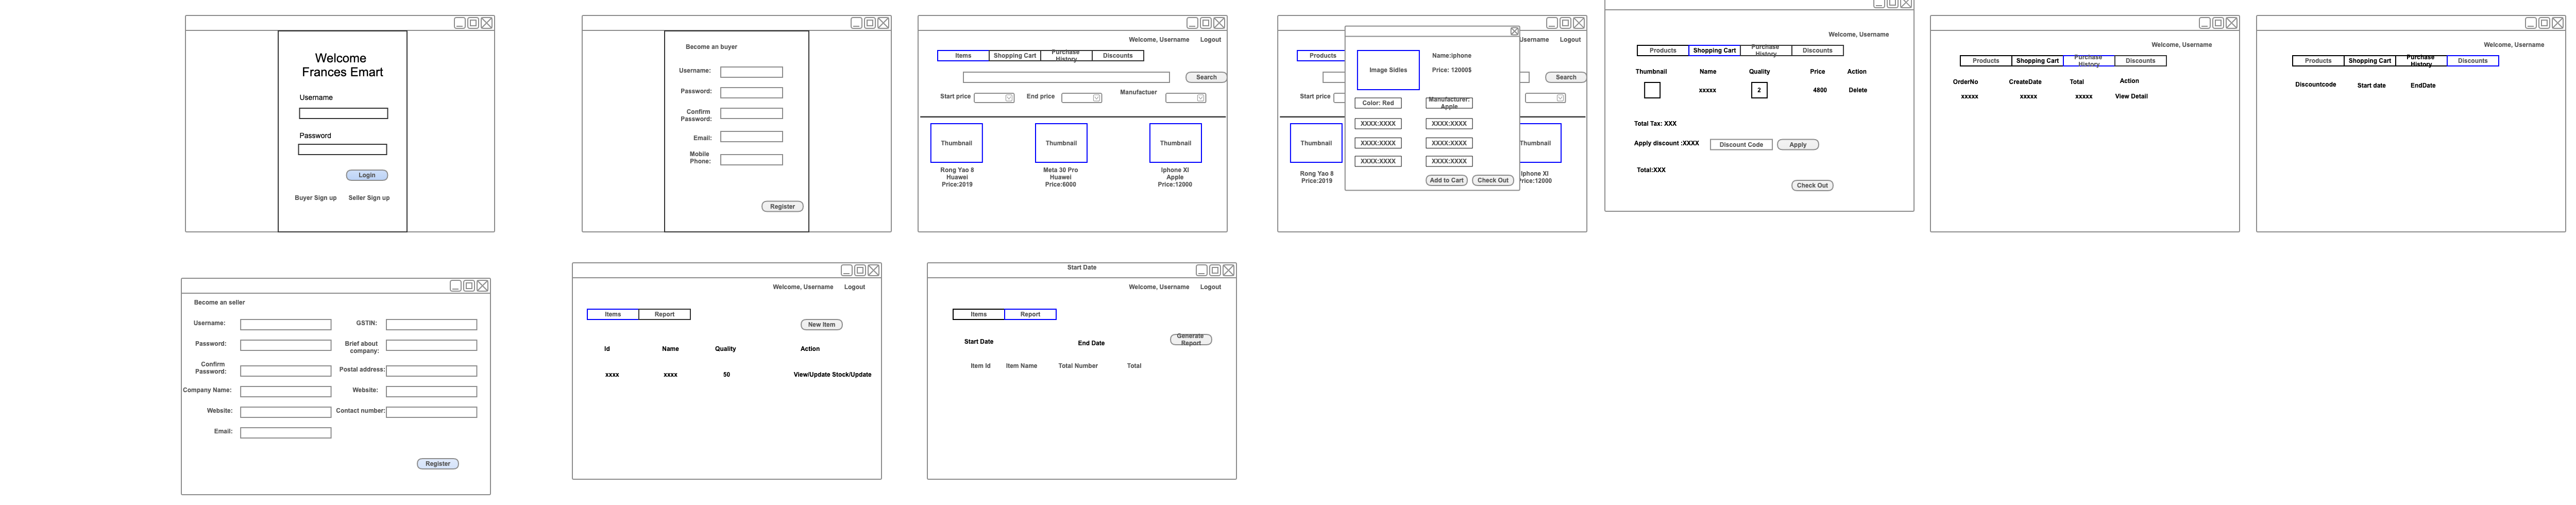 Welcome
Frances Emart
Username
Password
Login
Buyer Sign up Seller Sign up
Become an buyer
Username:
Password:
Confirm
Password:
Email:
Mobile
Phone:
Register
Welcome, Username Logout
Items Shopping Cart Purchase History Discounts
Search
Start price End price Manufactuer
Thumbnail Thumbnail Thumbnail
Rong Yao 8 Meta 30 Pro Iphone XI
Huawei Huawei Apple
Price:2019 Price:6000 Price:12000
Username Logout
Products
Search
Start price
Thumbnail Thumbnail
Rong Yao 8 Iphone XI
Price:2019 Price:12000
Image Sidles
Name:iphone
Price: 12000$
Color: Red Manufacturer: Apple
XXXX:XXXX XXXX:XXXX
XXXX:XXXX XXXX:XXXX
XXXX:XXXX XXXX:XXXX
Add to Cart Check Out
Welcome, Username
Products Shopping Cart Purchase History Discounts
Thumbnail Name Quality Price Action
xxxxx 2 4800 Delete
Total Tax: XXX
Apply discount :XXXX Discount Code Apply
Total:XXX
Check Out
Welcome, Username
Products Shopping Cart Purchase History Discounts
OrderNo CreateDate Total Action
xxxxx xxxxx xxxxx View Detail
Welcome, Username
Products Shopping Cart Purchase History Discounts
Discountcode Start date EndDate
Become an seller
Username: GSTIN:
Password: Brief about
company:
Confirm
Password: Postal address:
Company Name: Website:
Website: Contact number:
Email:
Register
Welcome, Username Logout
Items Report
New Item
Id Name Quality Action
xxxx xxxx 50 View/Update Stock/Update
Start Date
Welcome, Username Logout
Items Report
Start Date End Date Generate Report
Item Id Item Name Total Number Total